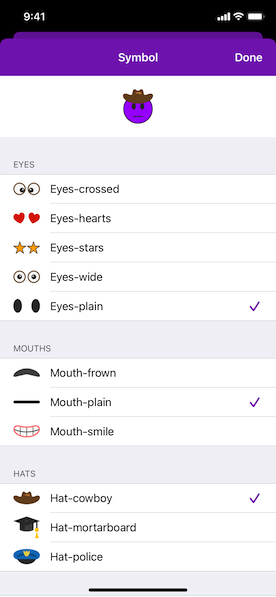 9:41
Symbol
Done
EYES
Eyes-crossed
Eyes-hearts
Eyes-stars
Eyes-wide
Eyes-plain
MOUTHS
Mouth-frown
Mouth-plain
Mouth-smile
HATS
Hat-cowboy
Hat-mortarboard
Hat-police